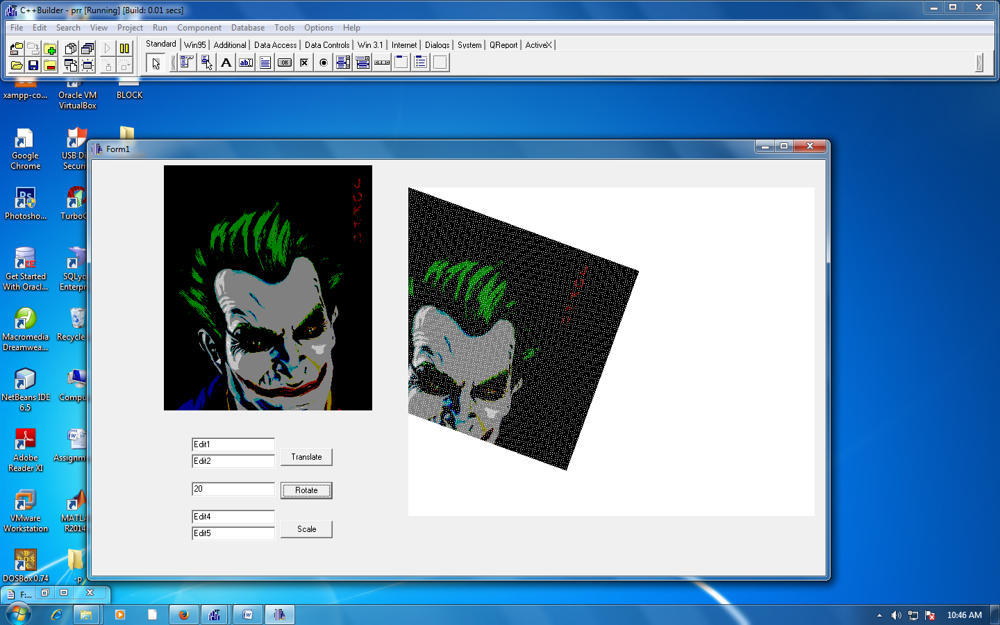 C++Builder - prr [Running] [Build: 0.01 secs]
File Edit Search View Project Run Component Database Tools Options Help
Standard Win95 Additional Data Access Data Controls Win 3.1 Internet Dialogs System QReport ActiveX
A ab OK
xampp-co... Oracle VM VirtualBox BLOCK
Google Chrome USB Di Securi
Form1
JOKER
Photosho... TurboC
Get Started With Oracl... SQLyo Enterpr
Macromedia Dreamwea... Recycle
NetBeans IDE 6.5 Compu
Adobe Reader XI Assignm
VMware Workstation MATLA R2014
DOSBox 0.74 -p
Edit1
Edit2
Translate
20
Rotate
Edit4
Edit5
Scale
F:...
10:46 AM